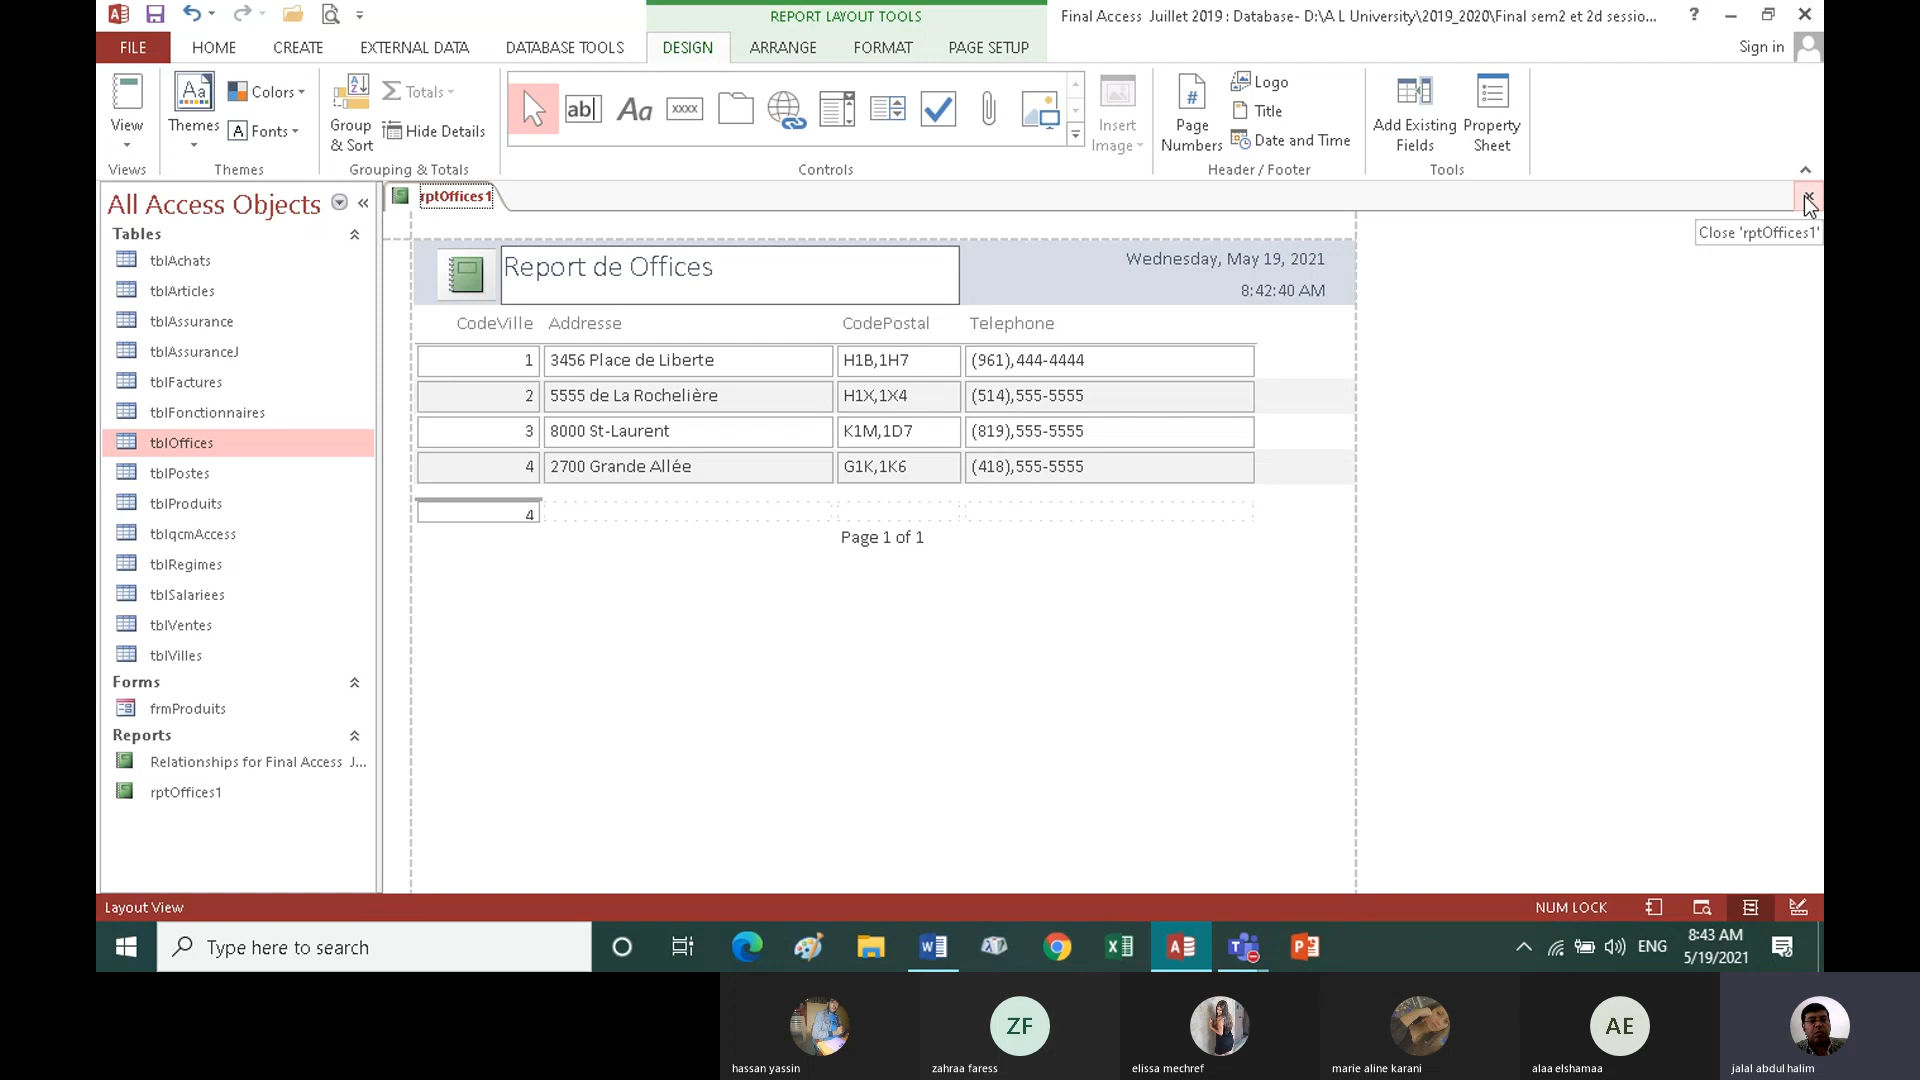 REPORT LAYOUT TOOLS
Final Access Juillet 2019 : Database- D:\A L University\2019_2020\Final sem2 et 2d sessio...
?
FILE
HOME
CREATE
EXTERNAL DATA
DATABASE TOOLS
DESIGN
ARRANGE
FORMAT
PAGE SETUP
Sign in
View
Views
Themes
Colors
Fonts
Themes
Group
& Sort
Totals
Hide Details
Grouping & Totals
ab|
Aa
xxxx
Insert
Image
Controls
Page
Numbers
Logo
Title
Date and Time
Header / Footer
Add Existing
Fields
Property
Sheet
Tools
All Access Objects
rptOffices1
Close 'rptOffices1'
Tables
tblAchats
tblArticles
tblAssurance
tblAssuranceJ
tblFactures
tblFonctionnaires
tblOffices
tblPostes
tblProduits
tblqcmAccess
tblRegimes
tblSalariees
tblVentes
tblVilles
Forms
frmProduits
Reports
Relationships for Final Access J...
rptOffices1
Report de Offices
Wednesday, May 19, 2021
8:42:40 AM
CodeVille Addresse CodePostal Telephone
1 3456 Place de Liberte H1B,1H7 (961),444-4444
2 5555 de La Rochelière H1X,1X4 (514),555-5555
3 8000 St-Laurent K1M,1D7 (819),555-5555
4 2700 Grande Allée G1K,1K6 (418),555-5555
4
Page 1 of 1
Layout View
NUM LOCK
Type here to search
ENG
8:43 AM
5/19/2021
ZF
AE
hassan yassin
zahraa faress
elissa mechref
marie aline karani
alaa elshamaa
jalal abdul halim